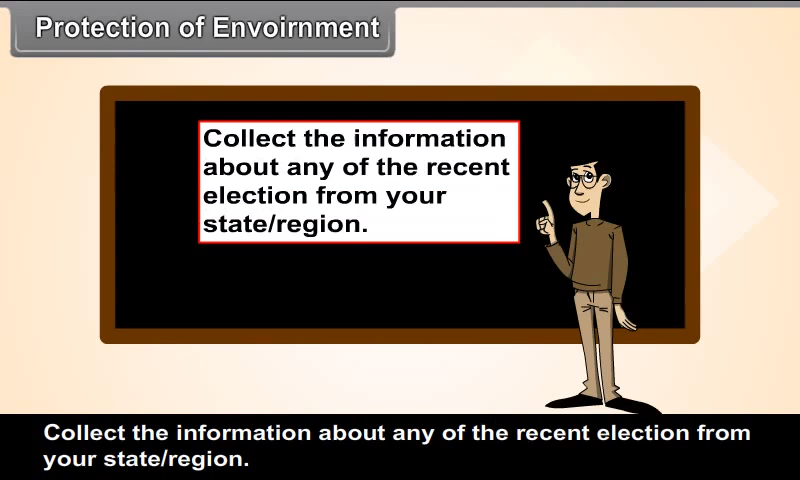 Protection of Envoirnment
Collect the information
about any of the recent
election from your
state/region.
Collect the information about any of the recent election from
your state/region.